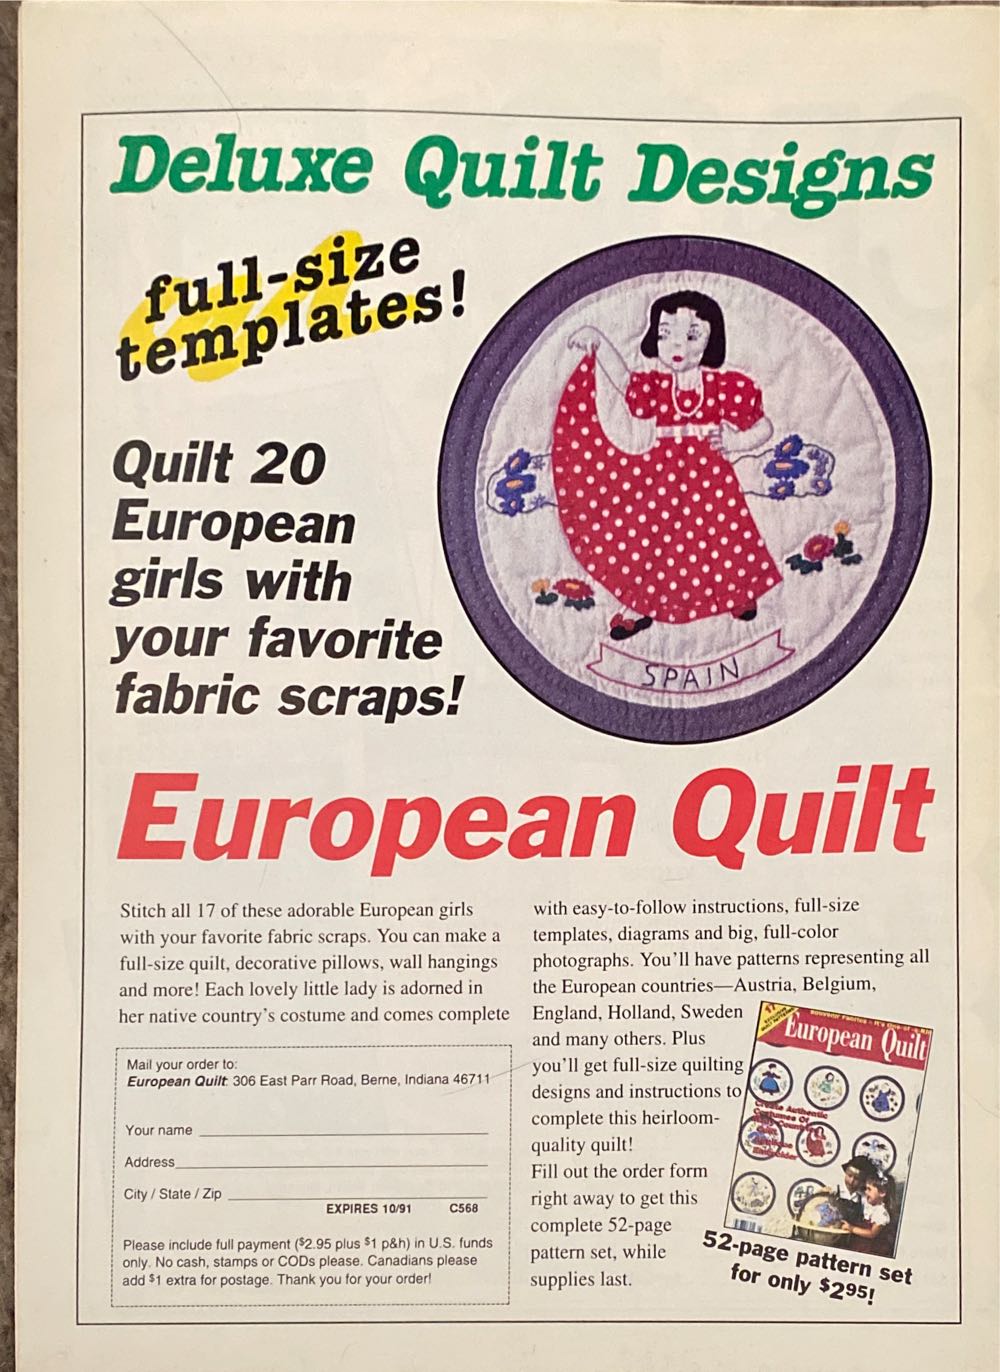 Deluxe Quilt Designs
full-size
templates!
Quilt 20
European
girls with
your favorite
fabric scraps!
SPAIN
European Quilt
Stitch all 17 of these adorable European girls
with your favorite fabric scraps. You can make a
full-size quilt, decorative pillows, wall hangings
and more! Each lovely little lady is adorned in
her native country's costume and comes complete
with easy-to-follow instructions, full-size
templates, diagrams and big, full-color
photographs. You'll have patterns representing all
the European countries—Austria, Belgium,
England, Holland, Sweden
and many others. Plus
you'll get full-size quilting
designs and instructions to
complete this heirloom-
quality quilt!
Fill out the order form
right away to get this
complete 52-page
pattern set, while
supplies last.
Mail your order to:
European Quilt: 306 East Parr Road, Berne, Indiana 46711
Your name
Address
City / State / Zip
EXPIRES 10/91 C568
Please include full payment ($2.95 plus $1 p&h) in U.S. funds
only. No cash, stamps or CODs please. Canadians please
add $1 extra for postage. Thank you for your order!
17
European Quilt
Create Authentic
Costumes Of
52-page pattern set
for only $2.95!